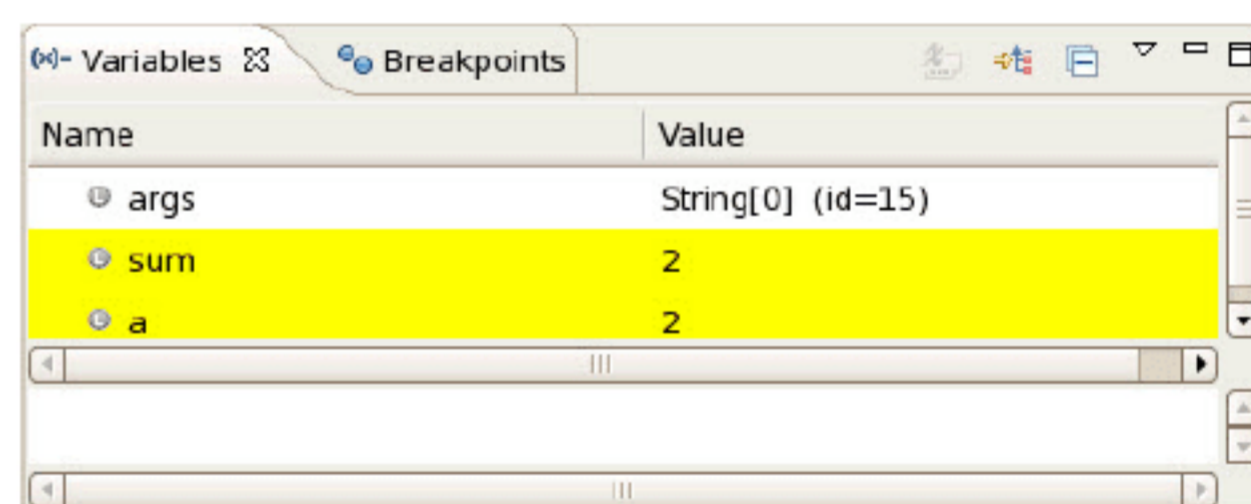 (x)= Variables Breakpoints
Name Value
args String[0] (id=15)
sum 2
a 2